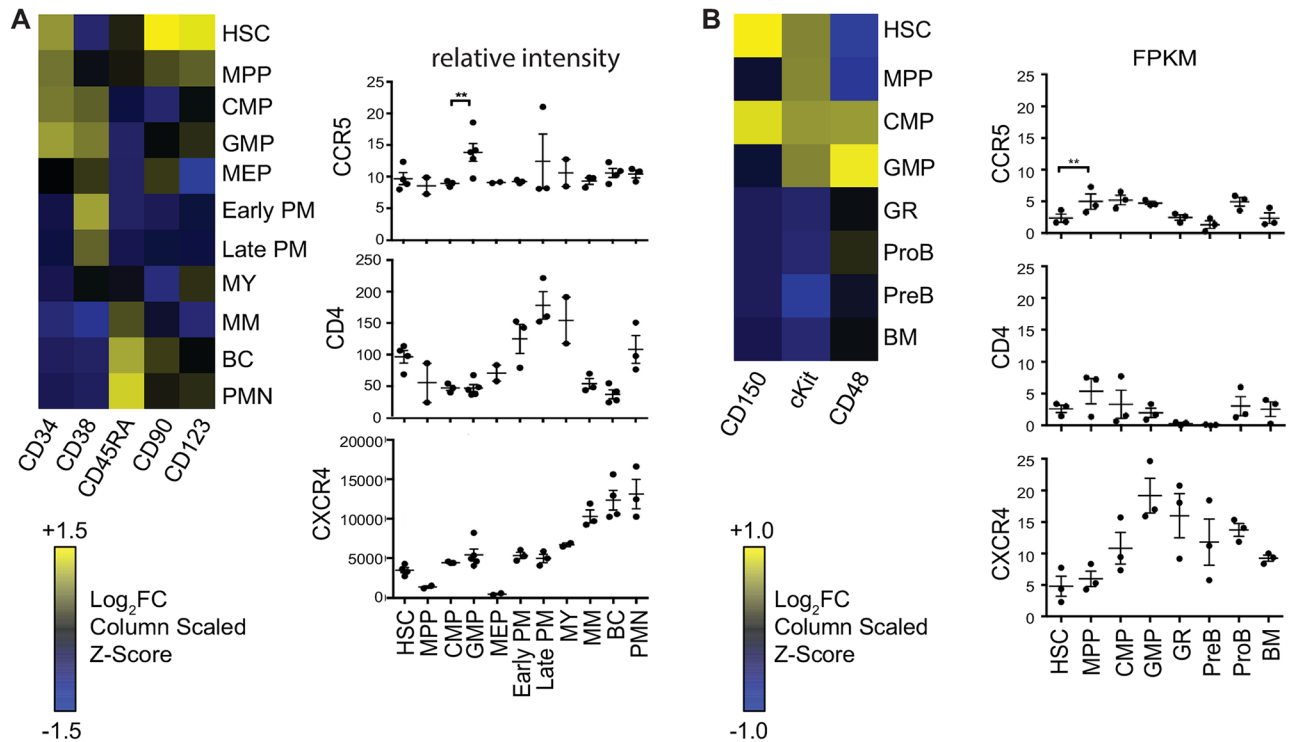 A
HSC
MPP
CMP
GMP
MEP
Early PM
Late PM
MY
MM
BC
PMN
CD34
CD38
CD45RA
CD90
CD123
+1.5
-1.5
Log2FC
Column Scaled
Z-Score
relative intensity
CCR5
25
20
15
10
5
0
**
CD4
250
200
150
100
50
0
CXCR4
20000
15000
10000
5000
0
HSC
MPP
CMP
GMP
MEP
Early PM
Late PM
MY
MM
BC
PMN
B
HSC
MPP
CMP
GMP
GR
ProB
PreB
BM
CD150
cKit
CD48
+1.0
-1.0
Log2FC
Column Scaled
Z-Score
FPKM
CCR5
25
20
15
10
5
0
**
CD4
25
20
15
10
5
0
CXCR4
25
20
15
10
5
0
HSC
MPP
CMP
GMP
GR
PreB
ProB
BM